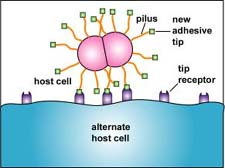 pilus
new
adhesive
tip
host cell
tip
receptor
alternate
host cell